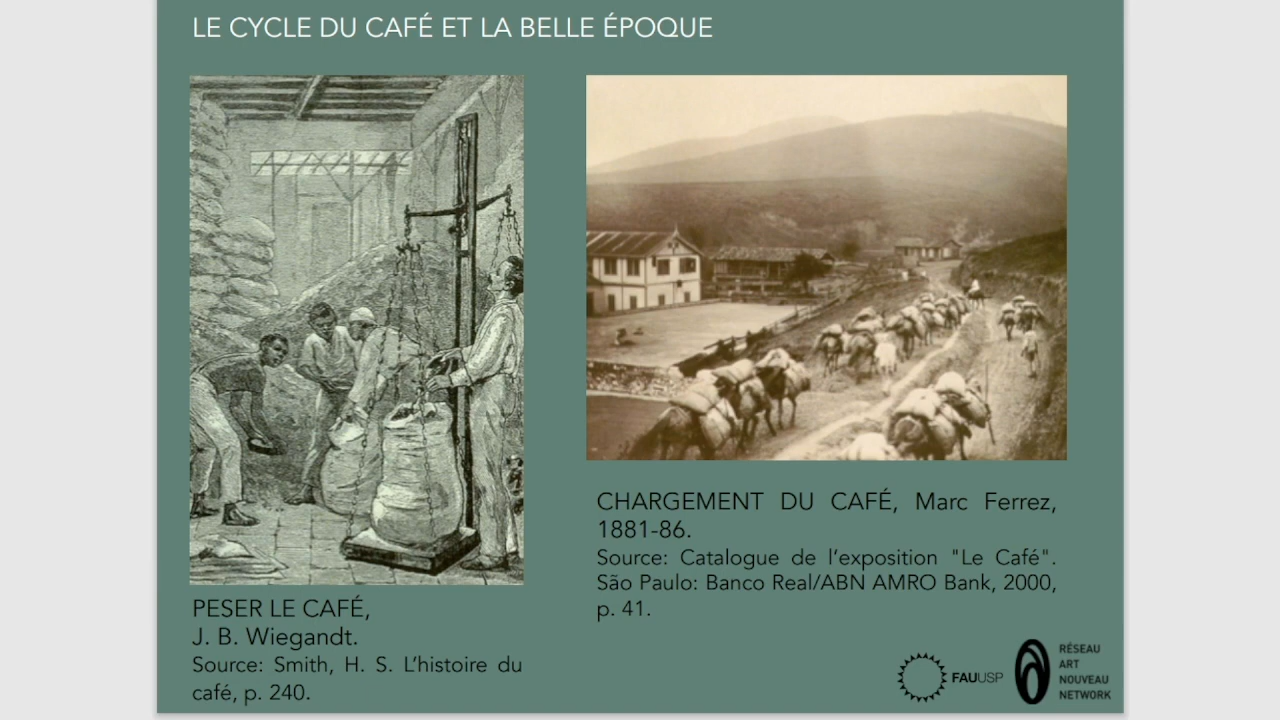 LE CYCLE DU CAFÉ ET LA BELLE ÉPOQUE
PESER LE CAFÉ,
J. B. Wiegandt.
Source: Smith, H. S. L’histoire du
café, p. 240.
CHARGEMENT DU CAFÉ, Marc Ferrez,
1881-86.
Source: Catalogue de l’exposition "Le Café".
São Paulo: Banco Real/ABN AMRO Bank, 2000,
p. 41.
FAUUSP
RÉSEAU
ART
NOUVEAU
NETWORK